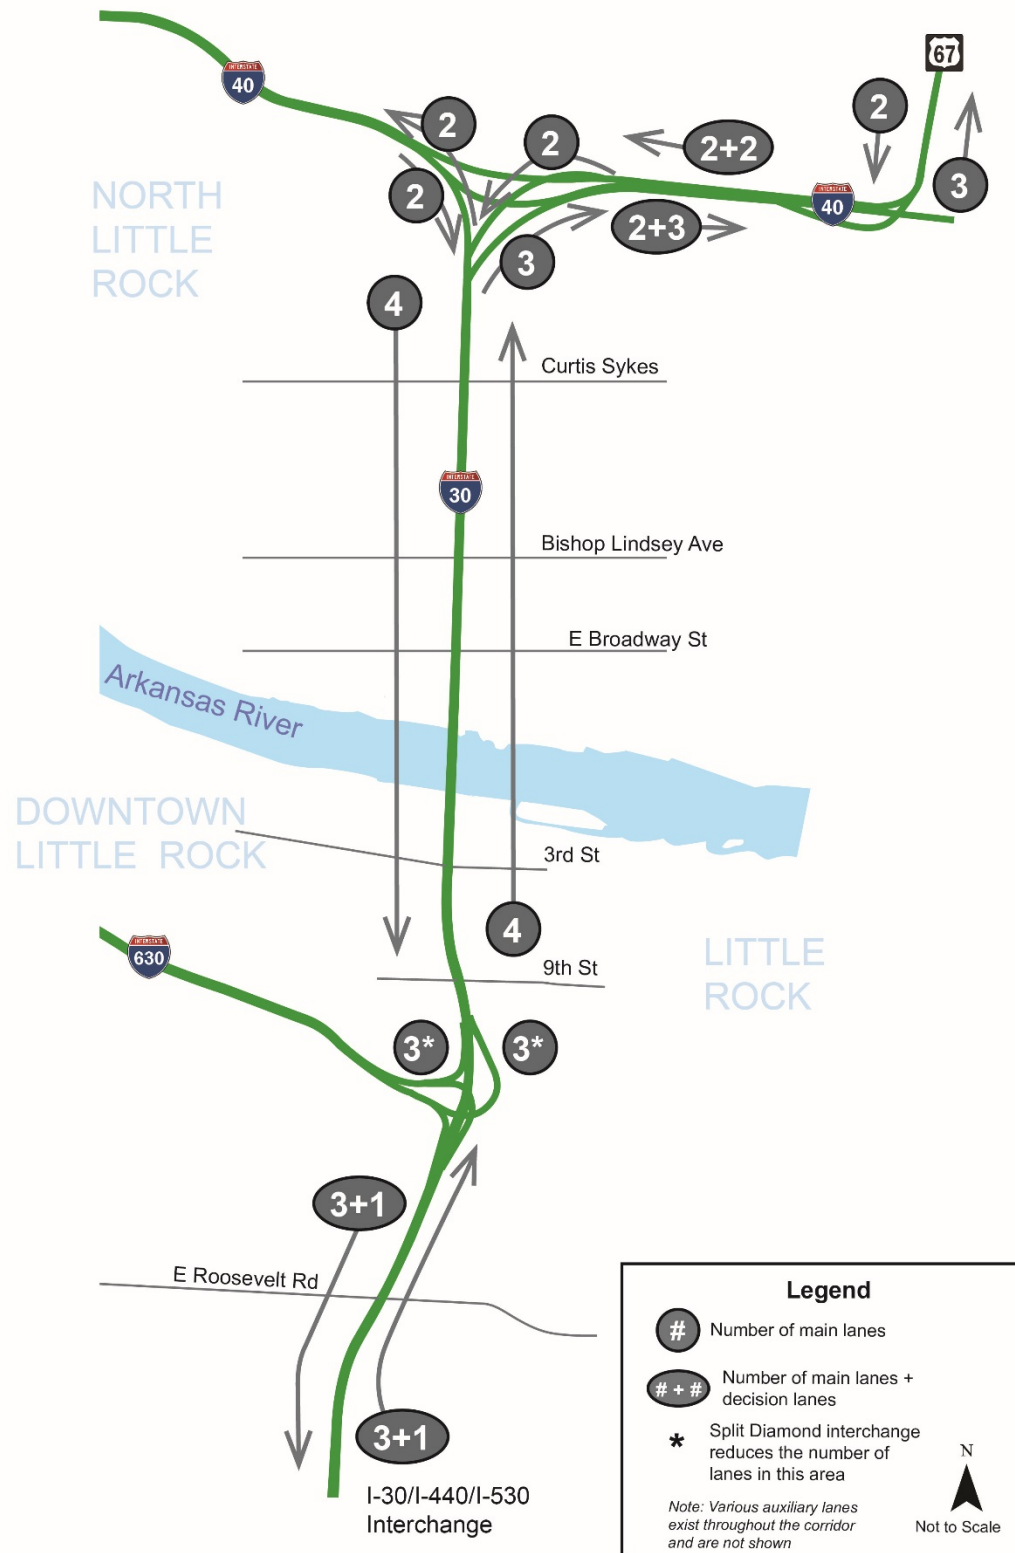 67
INTERSTATE
40
2
2
2
2+2
2
INTERSTATE
40
3
NORTH
LITTLE
ROCK
2+3
3
4
Curtis Sykes
INTERSTATE
30
Bishop Lindsey Ave
E Broadway St
Arkansas River
DOWNTOWN
LITTLE ROCK
3rd St
4
INTERSTATE
630
9th St
LITTLE
ROCK
3*
3*
3+1
E Roosevelt Rd
3+1
I-30/I-440/I-530
Interchange
Legend
# Number of main lanes
# + # Number of main lanes +
decision lanes
* Split Diamond interchange
reduces the number of
lanes in this area
Note: Various auxiliary lanes
exist throughout the corridor
and are not shown
N
Not to Scale